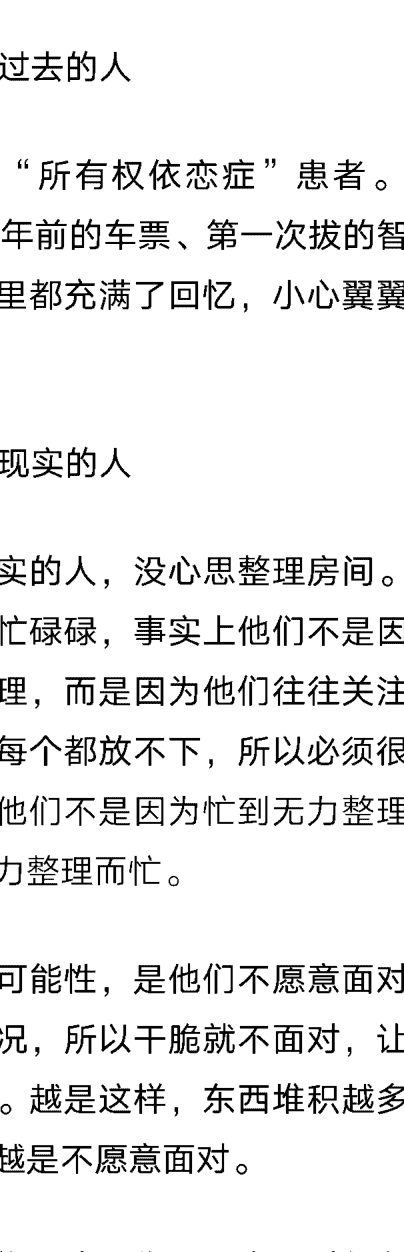 过去的人
“所有权依恋症”患者。
年前的车票、第一次拔的智
里都充满了回忆，小心翼翼
现实的人
实的人，没心思整理房间。
忙碌碌，事实上他们不是因
理，而是因为他们往往关注
每个都放不下，所以必须很
他们不是因为忙到无力整理
力整理而忙。
可能性，是他们不愿意面对
况，所以干脆就不面对，让
。越是这样，东西堆积越多
越是不愿意面对。